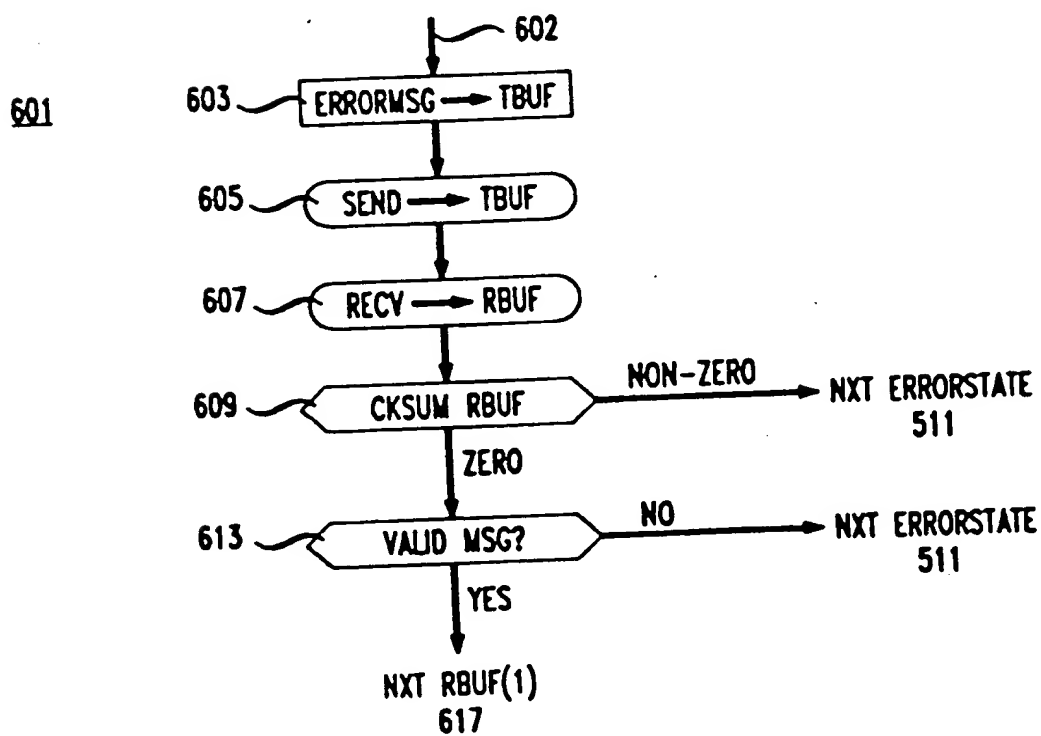 602
601
603 ERRORMSG → TBUF
605 SEND → TBUF
607 RECV → RBUF
609 CKSUM RBUF
NON-ZERO
NXT ERRORSTATE
511
ZERO
613 VALID MSG?
NO
NXT ERRORSTATE
511
YES
NXT RBUF(1)
617